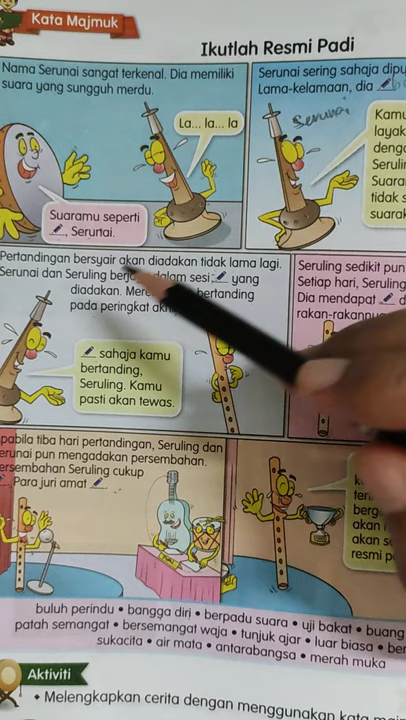 Kata Majmuk
Ikutlah Resmi Padi
Nama Serunai sangat terkenal. Dia memiliki
suara yang sungguh merdu.
La... la... la
Suaramu seperti
, Serunai.
Serunai sering sahaja dipu
Lama-kelamaan, dia
Serunai
Kamu
layak
denga
Serulin
Suara
tidak s
suarak
Pertandingan bersyair akan diadakan tidak lama lagi.
Serunai dan Seruling dalam sesi yang
diadakan. bertanding
pada peringkat
sahaja kamu
bertanding,
Seruling. Kamu
pasti akan tewas.
Seruling sedikit pun
Setiap hari, Seruling
Dia mendapat d
rakan-rakannya
pabila tiba hari pertandingan, Seruling dan
erunai pun mengadakan persembahan.
ersembahan Seruling cukup
Para juri amat
berg
akan
akan s
resmi p
buluh perindu • bangga diri • berpadu suara • uji bakat • buang
patah semangat • bersemangat waja • tunjuk ajar • luar biasa • ber
sukacita • air mata • antarabangsa • merah muka
Aktiviti
• Melengkapkan cerita dengan menggunakan kata maj